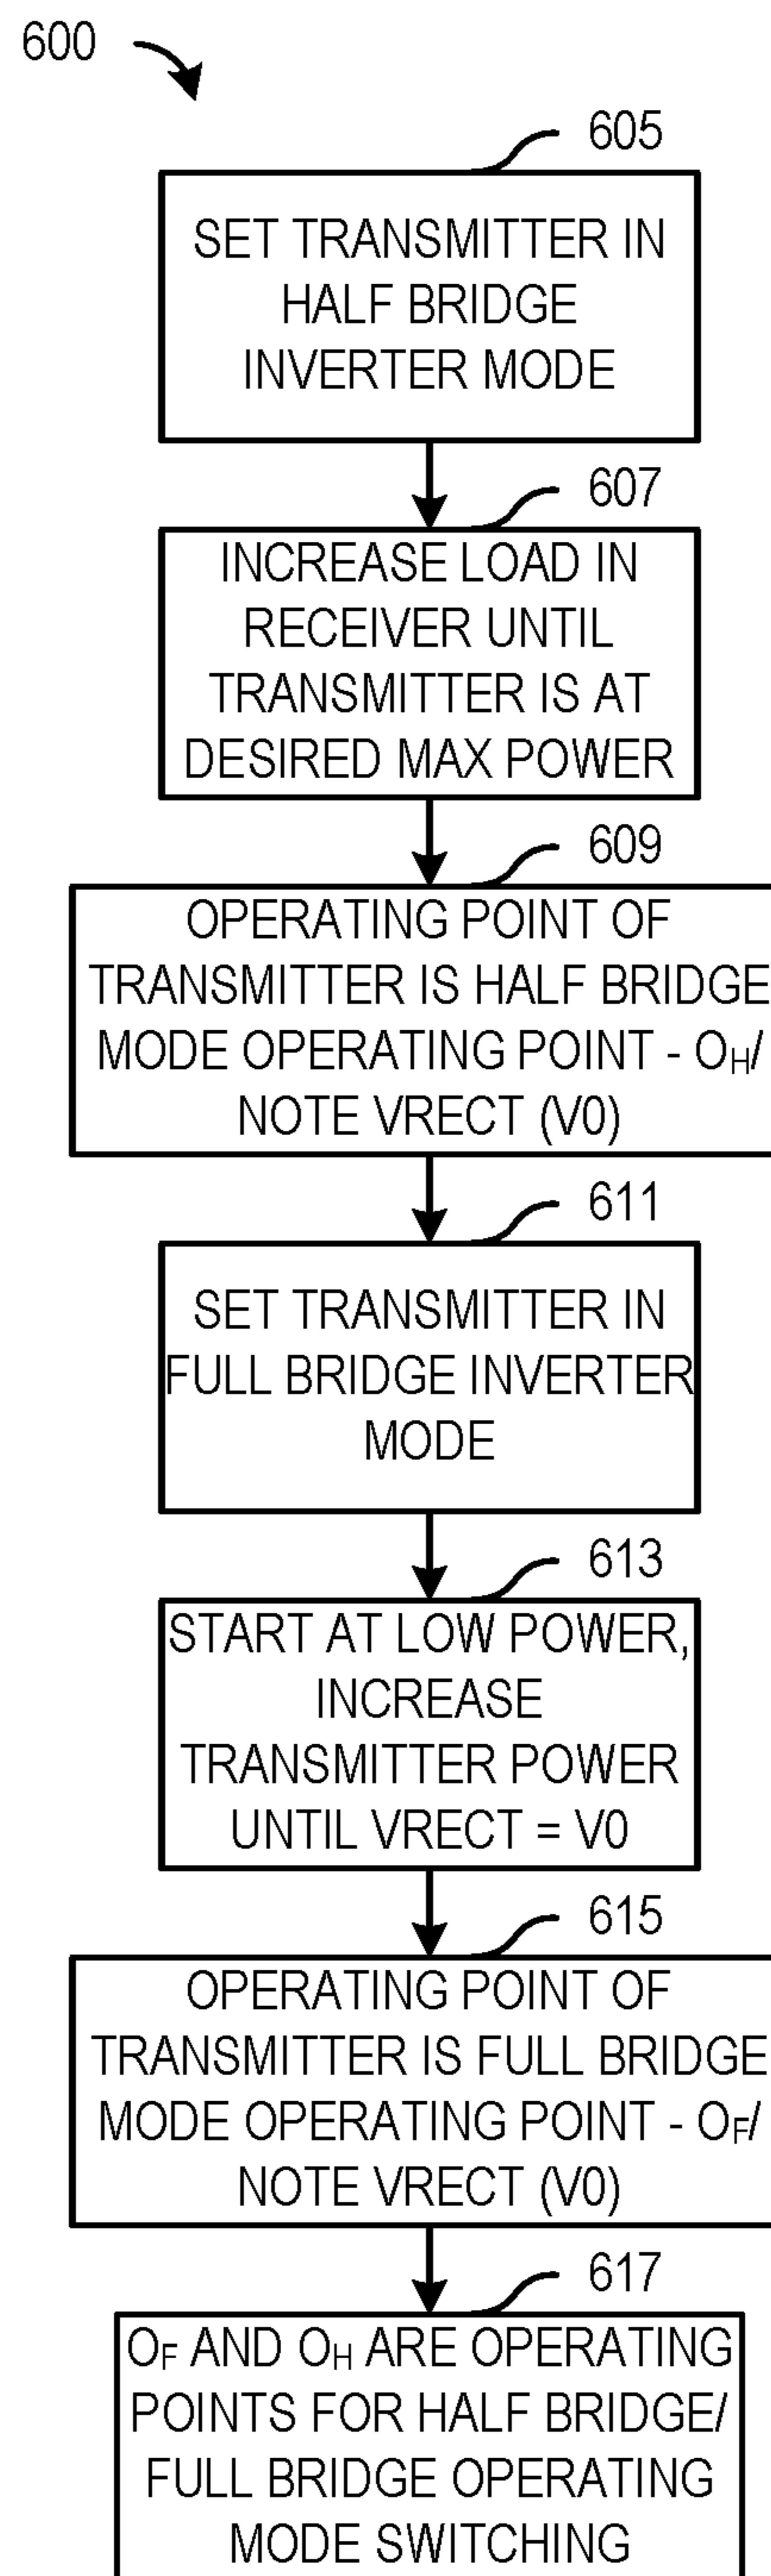 600
605
SET TRANSMITTER IN
HALF BRIDGE
INVERTER MODE
607
INCREASE LOAD IN
RECEIVER UNTIL
TRANSMITTER IS AT
DESIRED MAX POWER
609
OPERATING POINT OF
TRANSMITTER IS HALF BRIDGE
MODE OPERATING POINT - OH/
NOTE VRECT (V0)
611
SET TRANSMITTER IN
FULL BRIDGE INVERTER
MODE
613
START AT LOW POWER,
INCREASE
TRANSMITTER POWER
UNTIL VRECT = V0
615
OPERATING POINT OF
TRANSMITTER IS FULL BRIDGE
MODE OPERATING POINT - OF/
NOTE VRECT (V0)
617
OF AND OH ARE OPERATING
POINTS FOR HALF BRIDGE/
FULL BRIDGE OPERATING
MODE SWITCHING